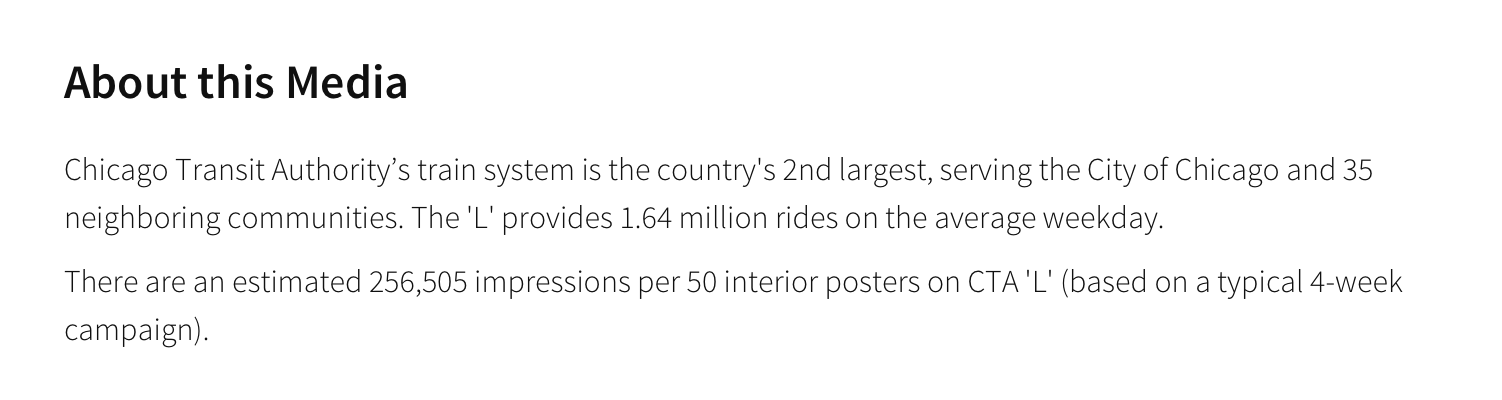 About this Media
Chicago Transit Authority’s train system is the country's 2nd largest, serving the City of Chicago and 35
neighboring communities. The 'L' provides 1.64 million rides on the average weekday.
There are an estimated 256,505 impressions per 50 interior posters on CTA 'L' (based on a typical 4-week
campaign).